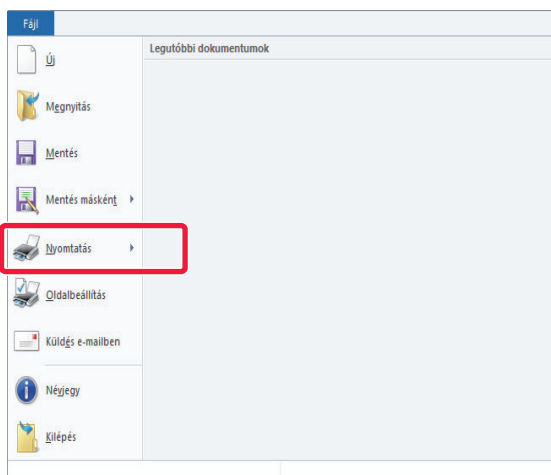 Fájl
Legutóbbi dokumentumok
Új
Megnyitás
Mentés
Mentés másként
Nyomtatás
Oldalbeállítás
Küldés e-mailben
Névjegy
Kilépés